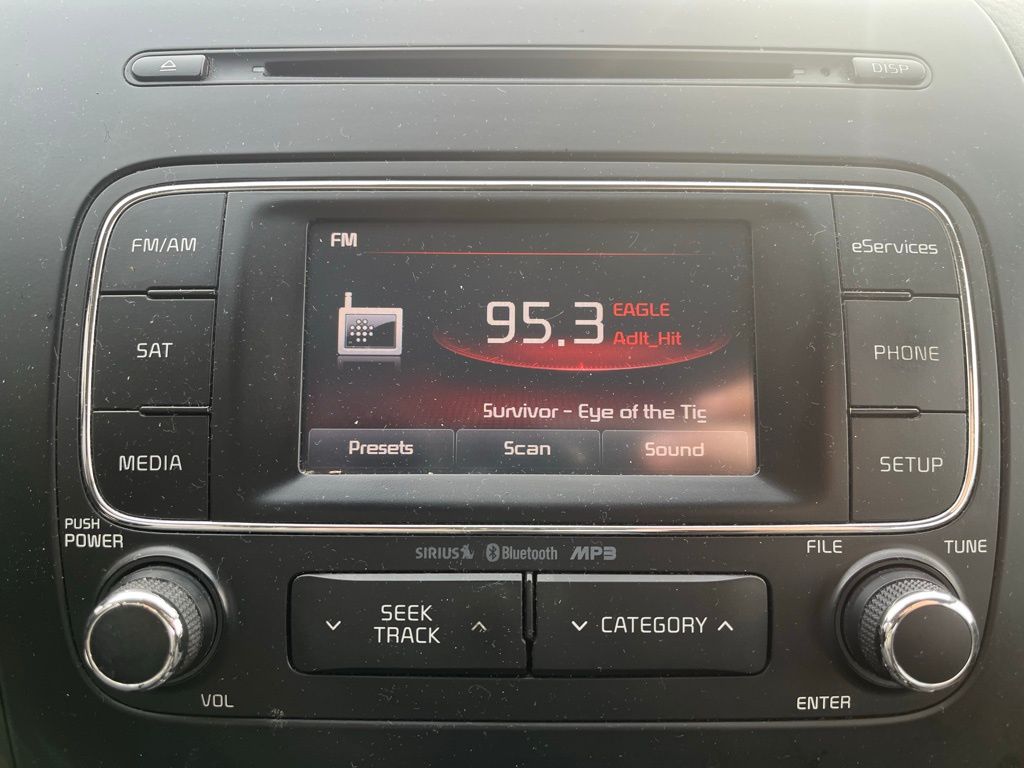 DISP
FM/AM
SAT
MEDIA
FM
95.3
EAGLE
Adlt_Hit
Survivor - Eye of the Tic
Presets Scan Sound
eServices
PHONE
SETUP
PUSH
POWER
SIRIUS Bluetooth MP3
FILE TUNE
SEEK
TRACK
CATEGORY
VOL
ENTER